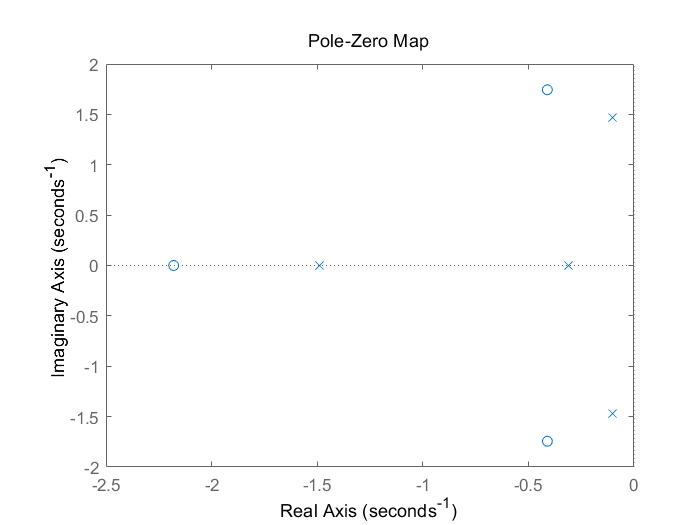 Pole-Zero Map
Imaginary Axis (seconds⁻¹)
2
1.5
1
0.5
0
-0.5
-1
-1.5
-2
-2.5 -2 -1.5 -1 -0.5 0
Real Axis (seconds⁻¹)